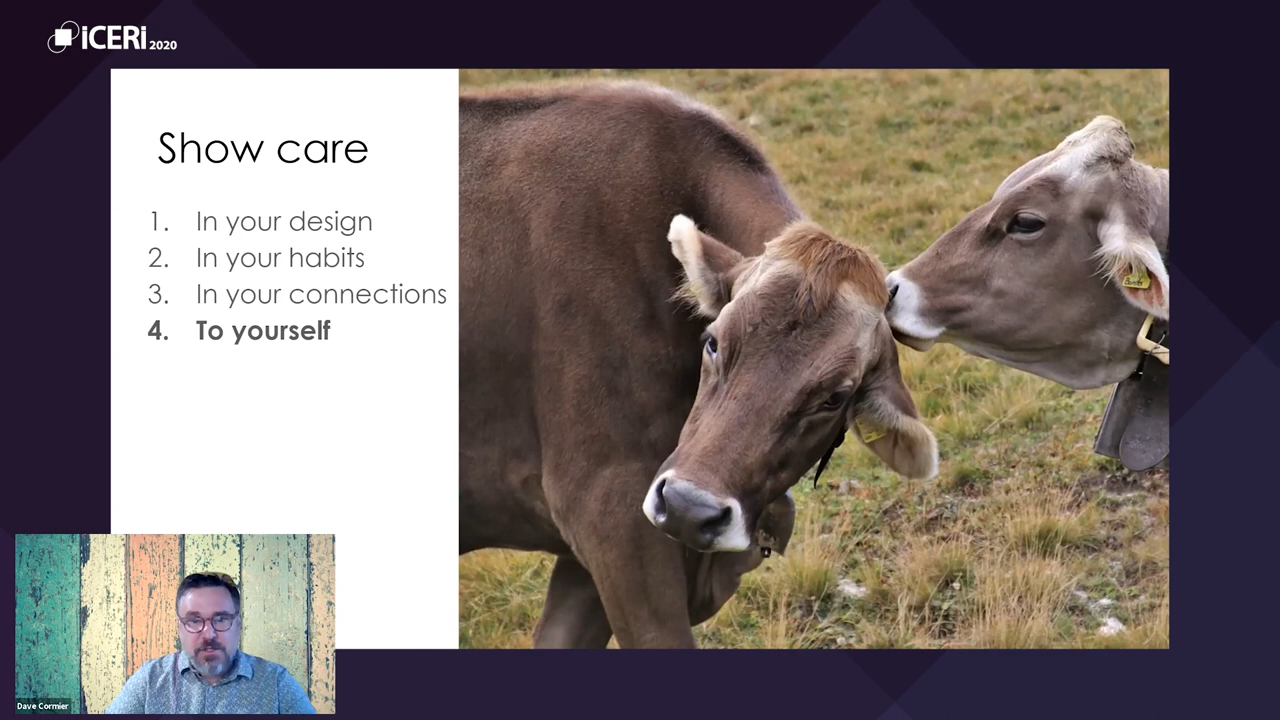 iCERi 2020
Show care
1. In your design
2. In your habits
3. In your connections
4. To yourself
Dave Cormier